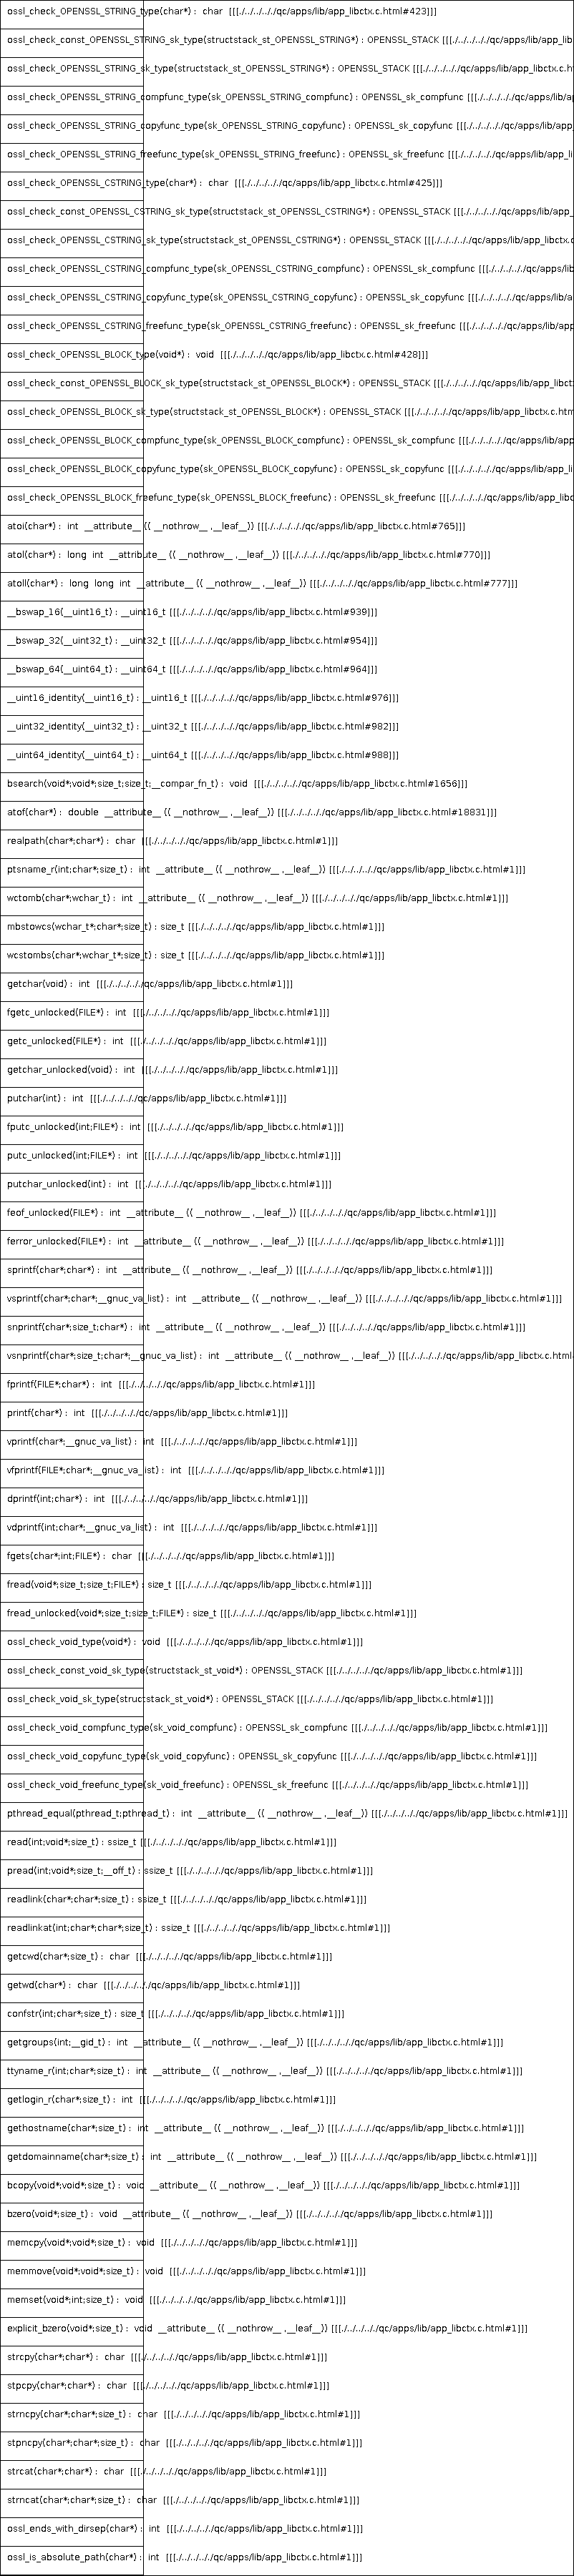 ossl_check_OPENSSL_STRING_type(char*) : char [[[./../../../../qc/apps/lib/app_libctx.c.html#423]]]
ossl_check_const_OPENSSL_STRING_sk_type(structstack_st_OPENSSL_STRING*) : OPENSSL_STACK [[[./../../../../qc/apps/lib/app_lib
ossl_check_OPENSSL_STRING_sk_type(structstack_st_OPENSSL_STRING*) : OPENSSL_STACK [[[./../../../../qc/apps/lib/app_libctx.c.h
ossl_check_OPENSSL_STRING_compfunc_type(sk_OPENSSL_STRING_compfunc) : OPENSSL_sk_compfunc [[[./../../../../qc/apps/lib/a
ossl_check_OPENSSL_STRING_copyfunc_type(sk_OPENSSL_STRING_copyfunc) : OPENSSL_sk_copyfunc [[[./../../../../qc/apps/lib/app
ossl_check_OPENSSL_STRING_freefunc_type(sk_OPENSSL_STRING_freefunc) : OPENSSL_sk_freefunc [[[./../../../../qc/apps/lib/app_li
ossl_check_OPENSSL_CSTRING_type(char*) : char [[[./../../../../qc/apps/lib/app_libctx.c.html#425]]]
ossl_check_const_OPENSSL_CSTRING_sk_type(structstack_st_OPENSSL_CSTRING*) : OPENSSL_STACK [[[./../../../../qc/apps/lib/app_
ossl_check_OPENSSL_CSTRING_sk_type(structstack_st_OPENSSL_CSTRING*) : OPENSSL_STACK [[[./../../../../qc/apps/lib/app_libctx.c
ossl_check_OPENSSL_CSTRING_compfunc_type(sk_OPENSSL_CSTRING_compfunc) : OPENSSL_sk_compfunc [[[./../../../../qc/apps/lib
ossl_check_OPENSSL_CSTRING_copyfunc_type(sk_OPENSSL_CSTRING_copyfunc) : OPENSSL_sk_copyfunc [[[./../../../../qc/apps/lib/a
ossl_check_OPENSSL_CSTRING_freefunc_type(sk_OPENSSL_CSTRING_freefunc) : OPENSSL_sk_freefunc [[[./../../../../qc/apps/lib/app
ossl_check_OPENSSL_BLOCK_type(void*) : void [[[./../../../../qc/apps/lib/app_libctx.c.html#428]]]
ossl_check_const_OPENSSL_BLOCK_sk_type(structstack_st_OPENSSL_BLOCK*) : OPENSSL_STACK [[[./../../../../qc/apps/lib/app_libct
ossl_check_OPENSSL_BLOCK_sk_type(structstack_st_OPENSSL_BLOCK*) : OPENSSL_STACK [[[./../../../../qc/apps/lib/app_libctx.c.htm
ossl_check_OPENSSL_BLOCK_compfunc_type(sk_OPENSSL_BLOCK_compfunc) : OPENSSL_sk_compfunc [[[./../../../../qc/apps/lib/app
ossl_check_OPENSSL_BLOCK_copyfunc_type(sk_OPENSSL_BLOCK_copyfunc) : OPENSSL_sk_copyfunc [[[./../../../../qc/apps/lib/app_li
ossl_check_OPENSSL_BLOCK_freefunc_type(sk_OPENSSL_BLOCK_freefunc) : OPENSSL_sk_freefunc [[[./../../../../qc/apps/lib/app_libc
atoi(char*) : int __attribute__ (( __nothrow__ ,__leaf__)) [[[./../../../../qc/apps/lib/app_libctx.c.html#765]]]
atol(char*) : long int __attribute__ (( __nothrow__ ,__leaf__)) [[[./../../../../qc/apps/lib/app_libctx.c.html#770]]]
atoll(char*) : long long int __attribute__ (( __nothrow__ ,__leaf__)) [[[./../../../../qc/apps/lib/app_libctx.c.html#777]]]
__bswap_16(__uint16_t) : __uint16_t [[[./../../../../qc/apps/lib/app_libctx.c.html#939]]]
__bswap_32(__uint32_t) : __uint32_t [[[./../../../../qc/apps/lib/app_libctx.c.html#954]]]
__bswap_64(__uint64_t) : __uint64_t [[[./../../../../qc/apps/lib/app_libctx.c.html#964]]]
__uint16_identity(__uint16_t) : __uint16_t [[[./../../../../qc/apps/lib/app_libctx.c.html#976]]]
__uint32_identity(__uint32_t) : __uint32_t [[[./../../../../qc/apps/lib/app_libctx.c.html#982]]]
__uint64_identity(__uint64_t) : __uint64_t [[[./../../../../qc/apps/lib/app_libctx.c.html#988]]]
bsearch(void*;void*;size_t;size_t;__compar_fn_t) : void [[[./../../../../qc/apps/lib/app_libctx.c.html#1656]]]
atof(char*) : double __attribute__ (( __nothrow__ ,__leaf__)) [[[./../../../../qc/apps/lib/app_libctx.c.html#18831]]]
realpath(char*;char*) : char [[[./../../../../qc/apps/lib/app_libctx.c.html#1]]]
ptsname_r(int;char*;size_t) : int __attribute__ (( __nothrow__ ,__leaf__)) [[[./../../../../qc/apps/lib/app_libctx.c.html#1]]]
wctomb(char*;wchar_t) : int __attribute__ (( __nothrow__ ,__leaf__)) [[[./../../../../qc/apps/lib/app_libctx.c.html#1]]]
mbstowcs(wchar_t*;char*;size_t) : size_t [[[./../../../../qc/apps/lib/app_libctx.c.html#1]]]
wcstombs(char*;wchar_t*;size_t) : size_t [[[./../../../../qc/apps/lib/app_libctx.c.html#1]]]
getchar(void) : int [[[./../../../../qc/apps/lib/app_libctx.c.html#1]]]
fgetc_unlocked(FILE*) : int [[[./../../../../qc/apps/lib/app_libctx.c.html#1]]]
getc_unlocked(FILE*) : int [[[./../../../../qc/apps/lib/app_libctx.c.html#1]]]
getchar_unlocked(void) : int [[[./../../../../qc/apps/lib/app_libctx.c.html#1]]]
putchar(int) : int [[[./../../../../qc/apps/lib/app_libctx.c.html#1]]]
fputc_unlocked(int;FILE*) : int [[[./../../../../qc/apps/lib/app_libctx.c.html#1]]]
putc_unlocked(int;FILE*) : int [[[./../../../../qc/apps/lib/app_libctx.c.html#1]]]
putchar_unlocked(int) : int [[[./../../../../qc/apps/lib/app_libctx.c.html#1]]]
feof_unlocked(FILE*) : int __attribute__ (( __nothrow__ ,__leaf__)) [[[./../../../../qc/apps/lib/app_libctx.c.html#1]]]
ferror_unlocked(FILE*) : int __attribute__ (( __nothrow__ ,__leaf__)) [[[./../../../../qc/apps/lib/app_libctx.c.html#1]]]
sprintf(char*;char*) : int __attribute__ (( __nothrow__ ,__leaf__)) [[[./../../../../qc/apps/lib/app_libctx.c.html#1]]]
vsprintf(char*;char*;__gnuc_va_list) : int __attribute__ (( __nothrow__ ,__leaf__)) [[[./../../../../qc/apps/lib/app_libctx.c.html#1]]]
snprintf(char*;size_t;char*) : int __attribute__ (( __nothrow__ ,__leaf__)) [[[./../../../../qc/apps/lib/app_libctx.c.html#1]]]
vsnprintf(char*;size_t;char*;__gnuc_va_list) : int __attribute__ (( __nothrow__ ,__leaf__)) [[[./../../../../qc/apps/lib/app_libctx.c.html
fprintf(FILE*;char*) : int [[[./../../../../qc/apps/lib/app_libctx.c.html#1]]]
printf(char*) : int [[[./../../../../qc/apps/lib/app_libctx.c.html#1]]]
vprintf(char*;__gnuc_va_list) : int [[[./../../../../qc/apps/lib/app_libctx.c.html#1]]]
vfprintf(FILE*;char*;__gnuc_va_list) : int [[[./../../../../qc/apps/lib/app_libctx.c.html#1]]]
dprintf(int;char*) : int [[[./../../../../qc/apps/lib/app_libctx.c.html#1]]]
vdprintf(int;char*;__gnuc_va_list) : int [[[./../../../../qc/apps/lib/app_libctx.c.html#1]]]
fgets(char*;int;FILE*) : char [[[./../../../../qc/apps/lib/app_libctx.c.html#1]]]
fread(void*;size_t;size_t;FILE*) : size_t [[[./../../../../qc/apps/lib/app_libctx.c.html#1]]]
fread_unlocked(void*;size_t;size_t;FILE*) : size_t [[[./../../../../qc/apps/lib/app_libctx.c.html#1]]]
ossl_check_void_type(void*) : void [[[./../../../../qc/apps/lib/app_libctx.c.html#1]]]
ossl_check_const_void_sk_type(structstack_st_void*) : OPENSSL_STACK [[[./../../../../qc/apps/lib/app_libctx.c.html#1]]]
ossl_check_void_sk_type(structstack_st_void*) : OPENSSL_STACK [[[./../../../../qc/apps/lib/app_libctx.c.html#1]]]
ossl_check_void_compfunc_type(sk_void_compfunc) : OPENSSL_sk_compfunc [[[./../../../../qc/apps/lib/app_libctx.c.html#1]]]
ossl_check_void_copyfunc_type(sk_void_copyfunc) : OPENSSL_sk_copyfunc [[[./../../../../qc/apps/lib/app_libctx.c.html#1]]]
ossl_check_void_freefunc_type(sk_void_freefunc) : OPENSSL_sk_freefunc [[[./../../../../qc/apps/lib/app_libctx.c.html#1]]]
pthread_equal(pthread_t;pthread_t) : int __attribute__ (( __nothrow__ ,__leaf__)) [[[./../../../../qc/apps/lib/app_libctx.c.html#1]]]
read(int;void*;size_t) : ssize_t [[[./../../../../qc/apps/lib/app_libctx.c.html#1]]]
pread(int;void*;size_t;__off_t) : ssize_t [[[./../../../../qc/apps/lib/app_libctx.c.html#1]]]
readlink(char*;char*;size_t) : ssize_t [[[./../../../../qc/apps/lib/app_libctx.c.html#1]]]
readlinkat(int;char*;char*;size_t) : ssize_t [[[./../../../../qc/apps/lib/app_libctx.c.html#1]]]
getcwd(char*;size_t) : char [[[./../../../../qc/apps/lib/app_libctx.c.html#1]]]
getwd(char*) : char [[[./../../../../qc/apps/lib/app_libctx.c.html#1]]]
confstr(int;char*;size_t) : size_t [[[./../../../../qc/apps/lib/app_libctx.c.html#1]]]
getgroups(int;__gid_t) : int __attribute__ (( __nothrow__ ,__leaf__)) [[[./../../../../qc/apps/lib/app_libctx.c.html#1]]]
ttyname_r(int;char*;size_t) : int __attribute__ (( __nothrow__ ,__leaf__)) [[[./../../../../qc/apps/lib/app_libctx.c.html#1]]]
getlogin_r(char*;size_t) : int [[[./../../../../qc/apps/lib/app_libctx.c.html#1]]]
gethostname(char*;size_t) : int __attribute__ (( __nothrow__ ,__leaf__)) [[[./../../../../qc/apps/lib/app_libctx.c.html#1]]]
getdomainname(char*;size_t) : int __attribute__ (( __nothrow__ ,__leaf__)) [[[./../../../../qc/apps/lib/app_libctx.c.html#1]]]
bcopy(void*;void*;size_t) : void __attribute__ (( __nothrow__ ,__leaf__)) [[[./../../../../qc/apps/lib/app_libctx.c.html#1]]]
bzero(void*;size_t) : void __attribute__ (( __nothrow__ ,__leaf__)) [[[./../../../../qc/apps/lib/app_libctx.c.html#1]]]
memcpy(void*;void*;size_t) : void [[[./../../../../qc/apps/lib/app_libctx.c.html#1]]]
memmove(void*;void*;size_t) : void [[[./../../../../qc/apps/lib/app_libctx.c.html#1]]]
memset(void*;int;size_t) : void [[[./../../../../qc/apps/lib/app_libctx.c.html#1]]]
explicit_bzero(void*;size_t) : void __attribute__ (( __nothrow__ ,__leaf__)) [[[./../../../../qc/apps/lib/app_libctx.c.html#1]]]
strcpy(char*;char*) : char [[[./../../../../qc/apps/lib/app_libctx.c.html#1]]]
stpcpy(char*;char*) : char [[[./../../../../qc/apps/lib/app_libctx.c.html#1]]]
strncpy(char*;char*;size_t) : char [[[./../../../../qc/apps/lib/app_libctx.c.html#1]]]
stpncpy(char*;char*;size_t) : char [[[./../../../../qc/apps/lib/app_libctx.c.html#1]]]
strcat(char*;char*) : char [[[./../../../../qc/apps/lib/app_libctx.c.html#1]]]
strncat(char*;char*;size_t) : char [[[./../../../../qc/apps/lib/app_libctx.c.html#1]]]
ossl_ends_with_dirsep(char*) : int [[[./../../../../qc/apps/lib/app_libctx.c.html#1]]]
ossl_is_absolute_path(char*) : int [[[./../../../../qc/apps/lib/app_libctx.c.html#1]]]